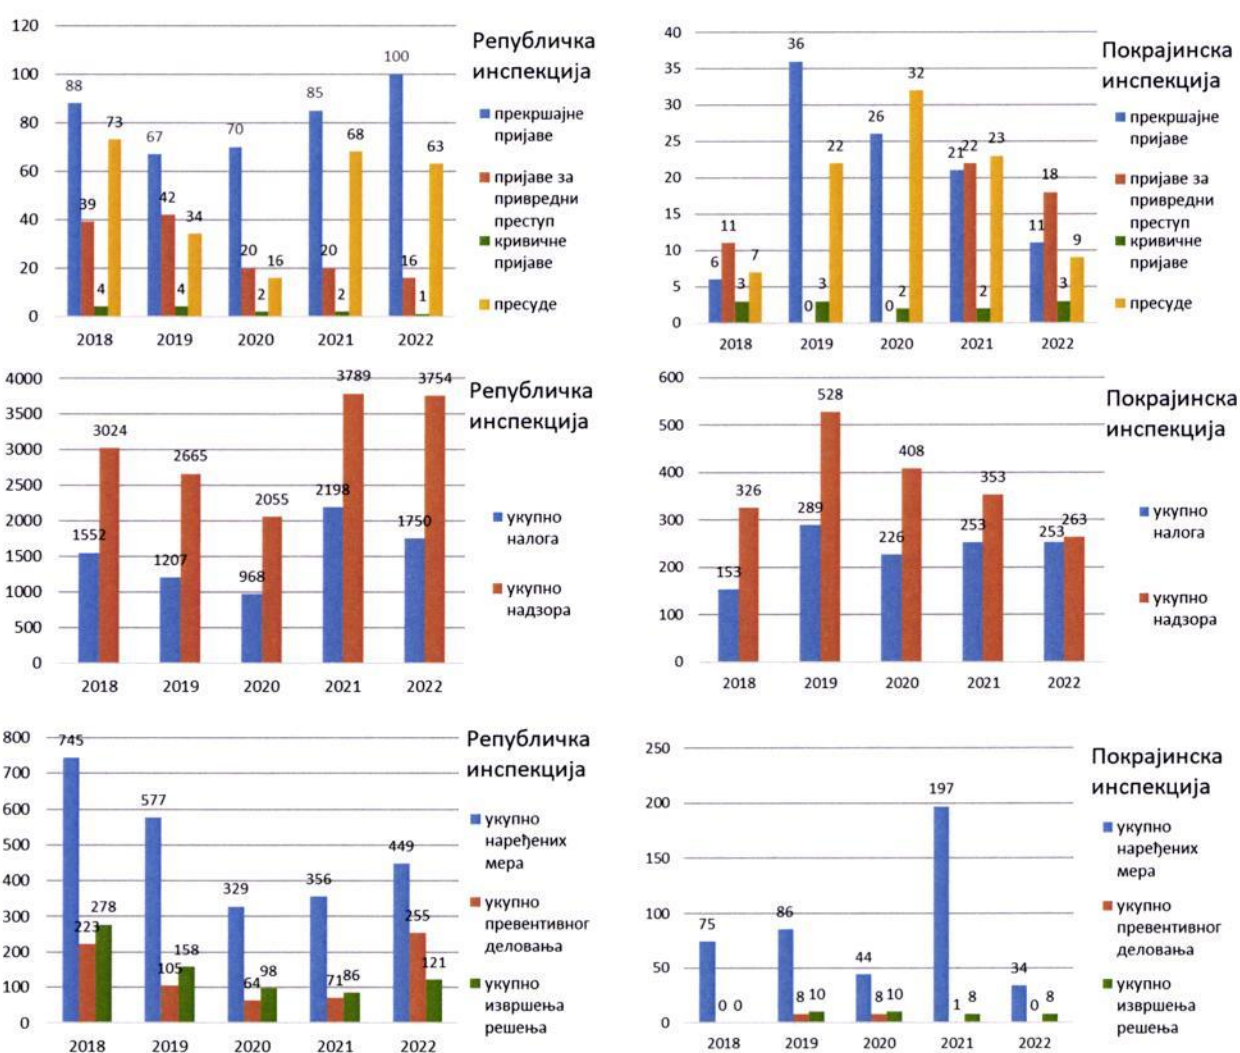 Републичка
инспекција
120
100
80
60
40
20
0
88
39
4
73
67
42
4
34
70
20
2
16
85
20
2
68
100
16
1
63
2018 2019 2020 2021 2022
прекршајне
пријаве
пријаве за
привредни
преступ
кривичне
пријаве
пресуде
Покрајинска
инспекција
40
35
30
25
20
15
10
5
0
6
11
3
7
36
0
3
22
26
0
2
32
21
22
2
23
11
18
3
9
2018 2019 2020 2021 2022
прекршајне
пријаве
пријаве за
привредни
преступ
кривичне
пријаве
пресуде
Републичка
инспекција
4000
3500
3000
2500
2000
1500
1000
500
0
1552
3024
1207
2665
968
2055
2198
3789
1750
3754
2018 2019 2020 2021 2022
укупно
налога
укупно
надзора
Покрајинска
инспекција
600
500
400
300
200
100
0
153
326
289
528
226
408
253
353
253
263
2018 2019 2020 2021 2022
укупно
налога
укупно
надзора
Републичка
инспекција
800
700
600
500
400
300
200
100
0
745
223
278
577
105
158
329
64
98
356
71
86
449
255
121
2018 2019 2020 2021 2022
укупно
наређених
мера
укупно
превентивног
деловања
укупно
извршења
решења
Покрајинска
инспекција
250
200
150
100
50
0
75
0
0
86
8
10
44
8
10
197
1
8
34
0
8
2018 2019 2020 2021 2022
укупно
наређених
мера
укупно
превентивног
деловања
укупно
извршења
решења